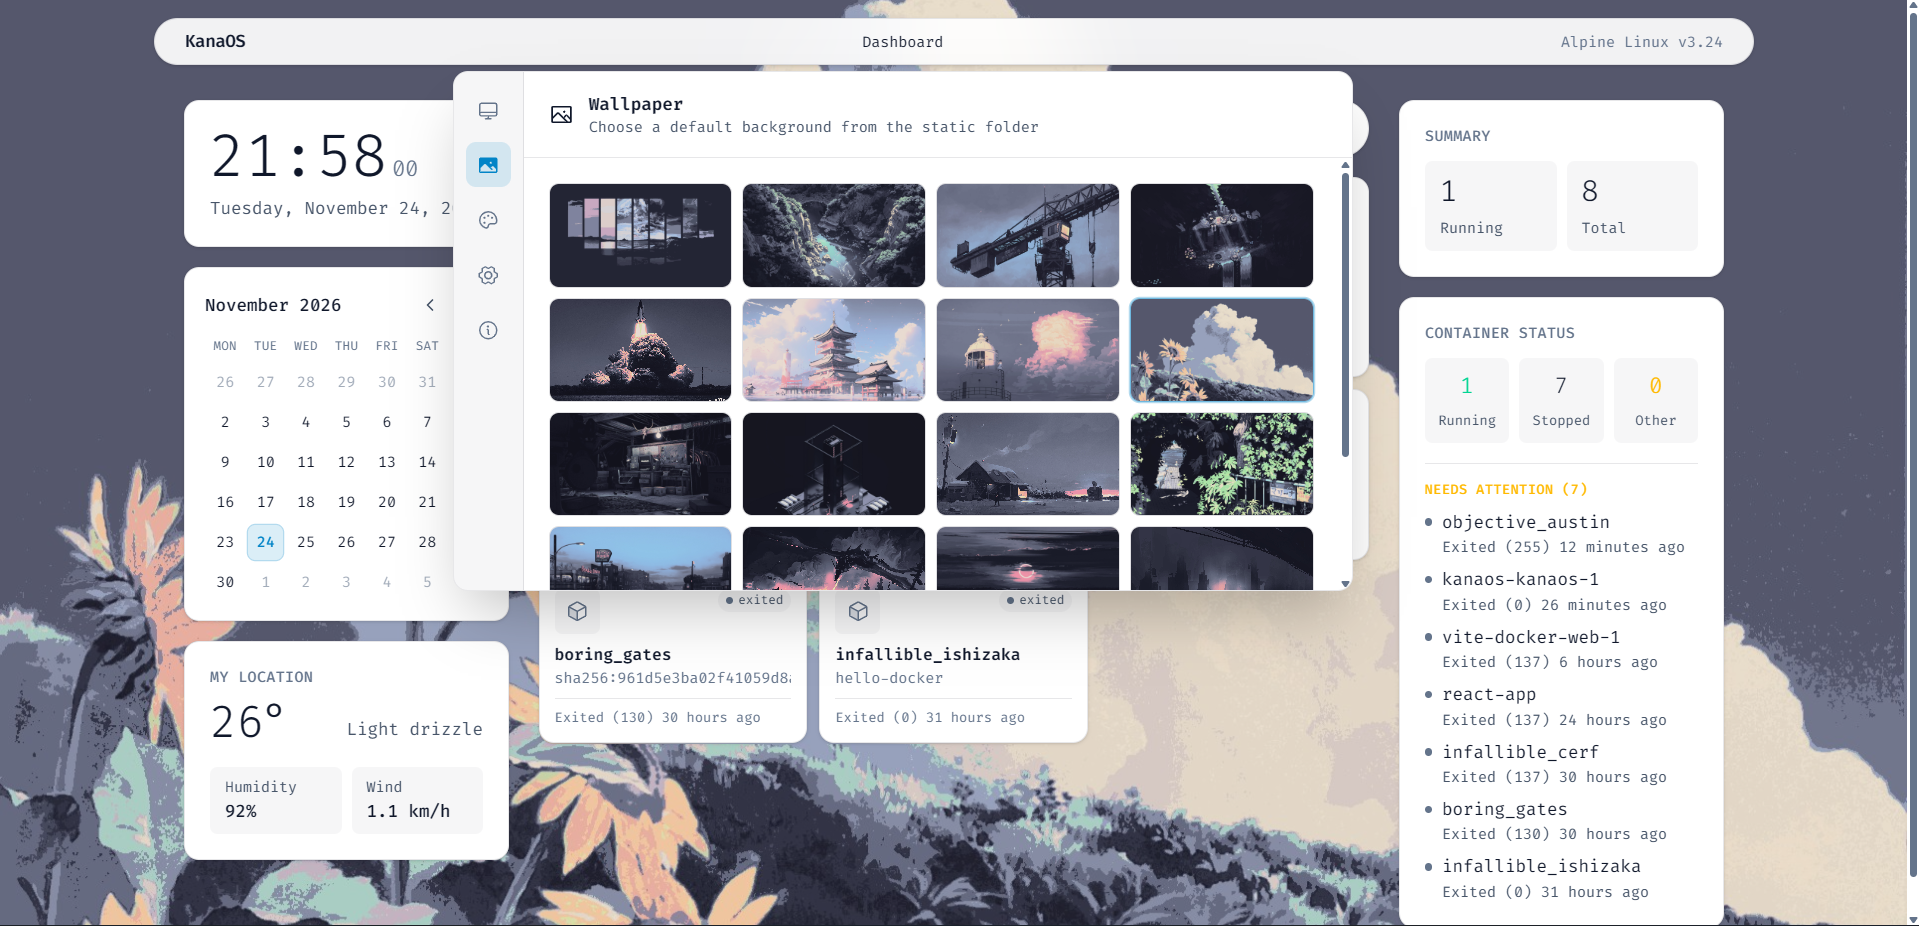 KanaOS
Dashboard
Alpine Linux v3.24
21:58 00
Tuesday, November 24, 2
November 2026
MON TUE WED THU FRI SAT
26 27 28 29 30 31
2 3 4 5 6 7
9 10 11 12 13 14
16 17 18 19 20 21
23 24 25 26 27 28
30 1 2 3 4 5
MY LOCATION
26°
Light drizzle
Humidity
92%
Wind
1.1 km/h
Wallpaper
Choose a default background from the static folder
exited
boring_gates
sha256:961d5e3ba02f41059d8
Exited (130) 30 hours ago
exited
infallible_ishizaka
hello-docker
Exited (0) 31 hours ago
SUMMARY
1
Running
8
Total
CONTAINER STATUS
1
Running
7
Stopped
0
Other
NEEDS ATTENTION (7)
objective_austin
Exited (255) 12 minutes ago
kanaos-kanaos-1
Exited (0) 26 minutes ago
vite-docker-web-1
Exited (137) 6 hours ago
react-app
Exited (137) 24 hours ago
infallible_cerf
Exited (137) 30 hours ago
boring_gates
Exited (130) 30 hours ago
infallible_ishizaka
Exited (0) 31 hours ago